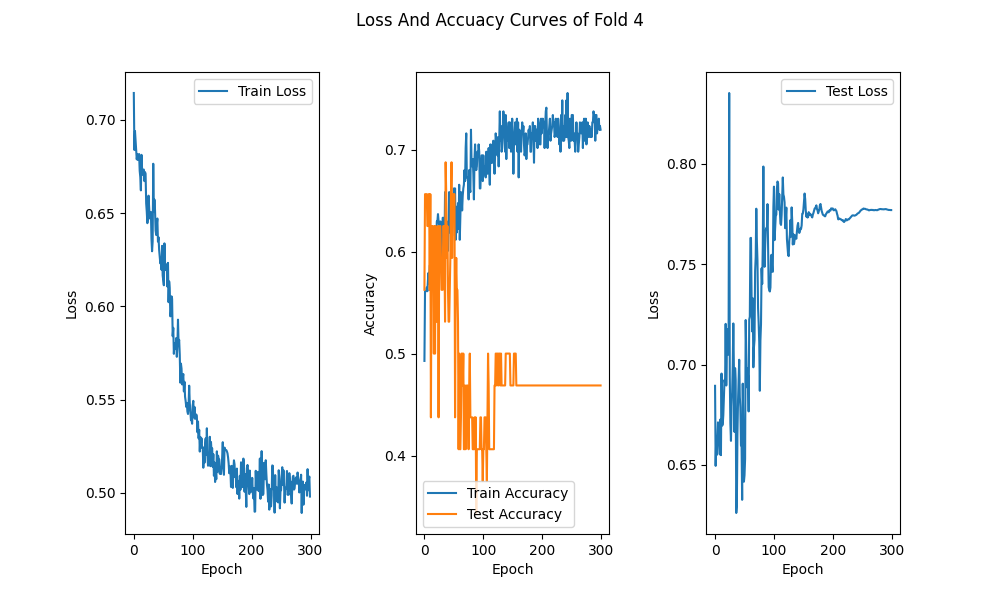 Loss And Accuacy Curves of Fold 4
Train Loss
0.70
0.65
0.60
0.55
0.50
Loss
0
100
200
300
Epoch
0.7
0.6
0.5
0.4
Accuracy
Train Accuracy
Test Accuracy
0
100
200
300
Epoch
Test Loss
0.80
0.75
0.70
0.65
Loss
0
100
200
300
Epoch